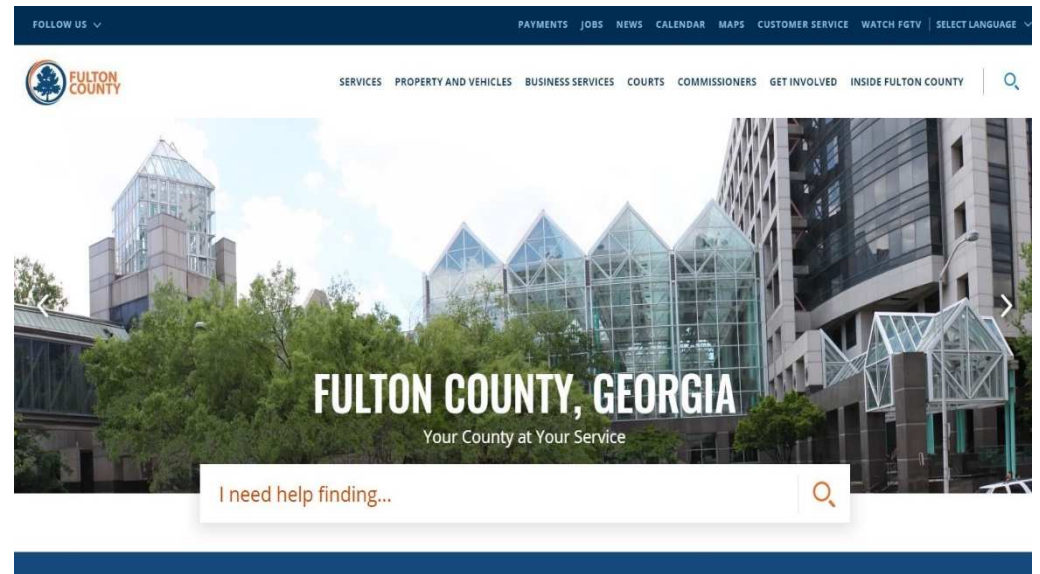 FOLLOW US
PAYMENTS JOBS NEWS CALENDAR MAPS CUSTOMER SERVICE WATCH FGTV SELECT LANGUAGE
FULTON
COUNTY
SERVICES PROPERTY AND VEHICLES BUSINESS SERVICES COURTS COMMISSIONERS GET INVOLVED INSIDE FULTON COUNTY
FULTON COUNTY, GEORGIA
Your County at Your Service
I need help finding...